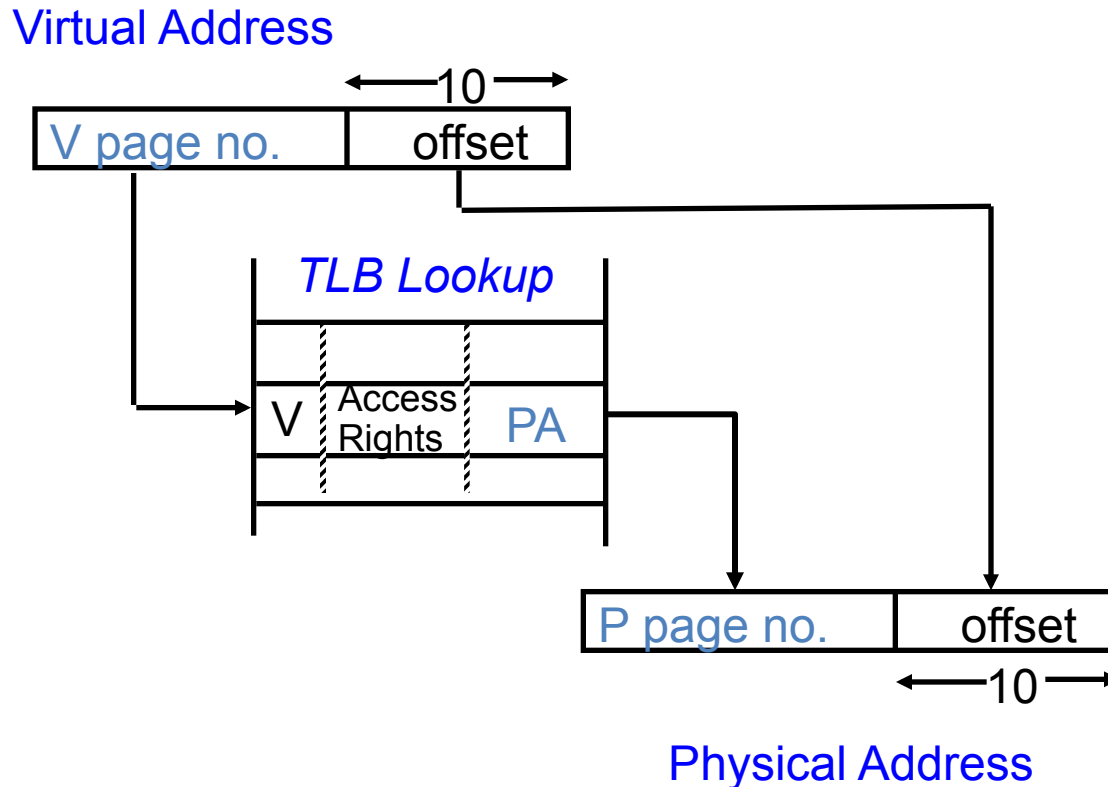 Virtual Address
10
V page no.
offset
TLB Lookup
V
Access
Rights
PA
P page no.
offset
10
Physical Address